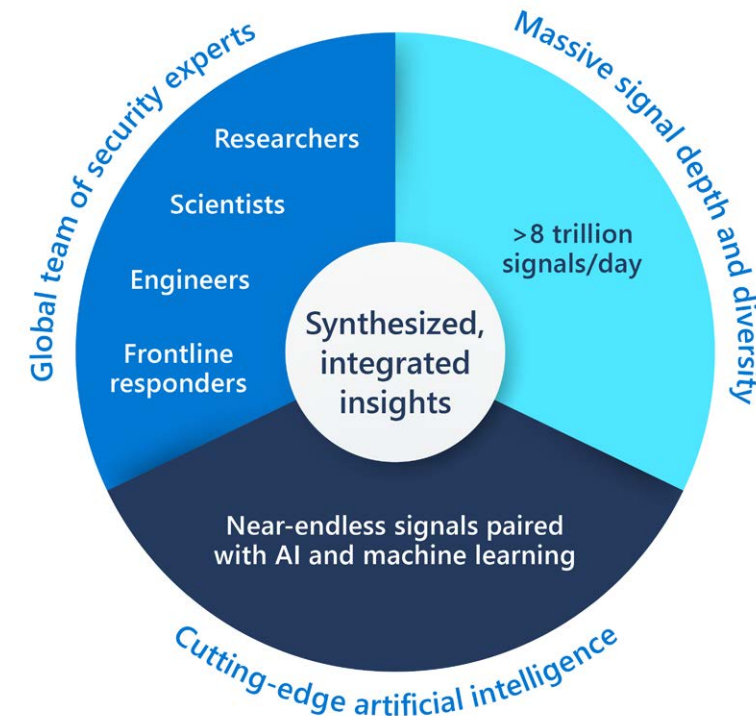 Global team of security experts
Massive signal depth and diversity
Researchers
Scientists
Engineers
Frontline
responders
>8 trillion
signals/day
Synthesized,
integrated
insights
Near-endless signals paired
with AI and machine learning
Cutting-edge artificial intelligence